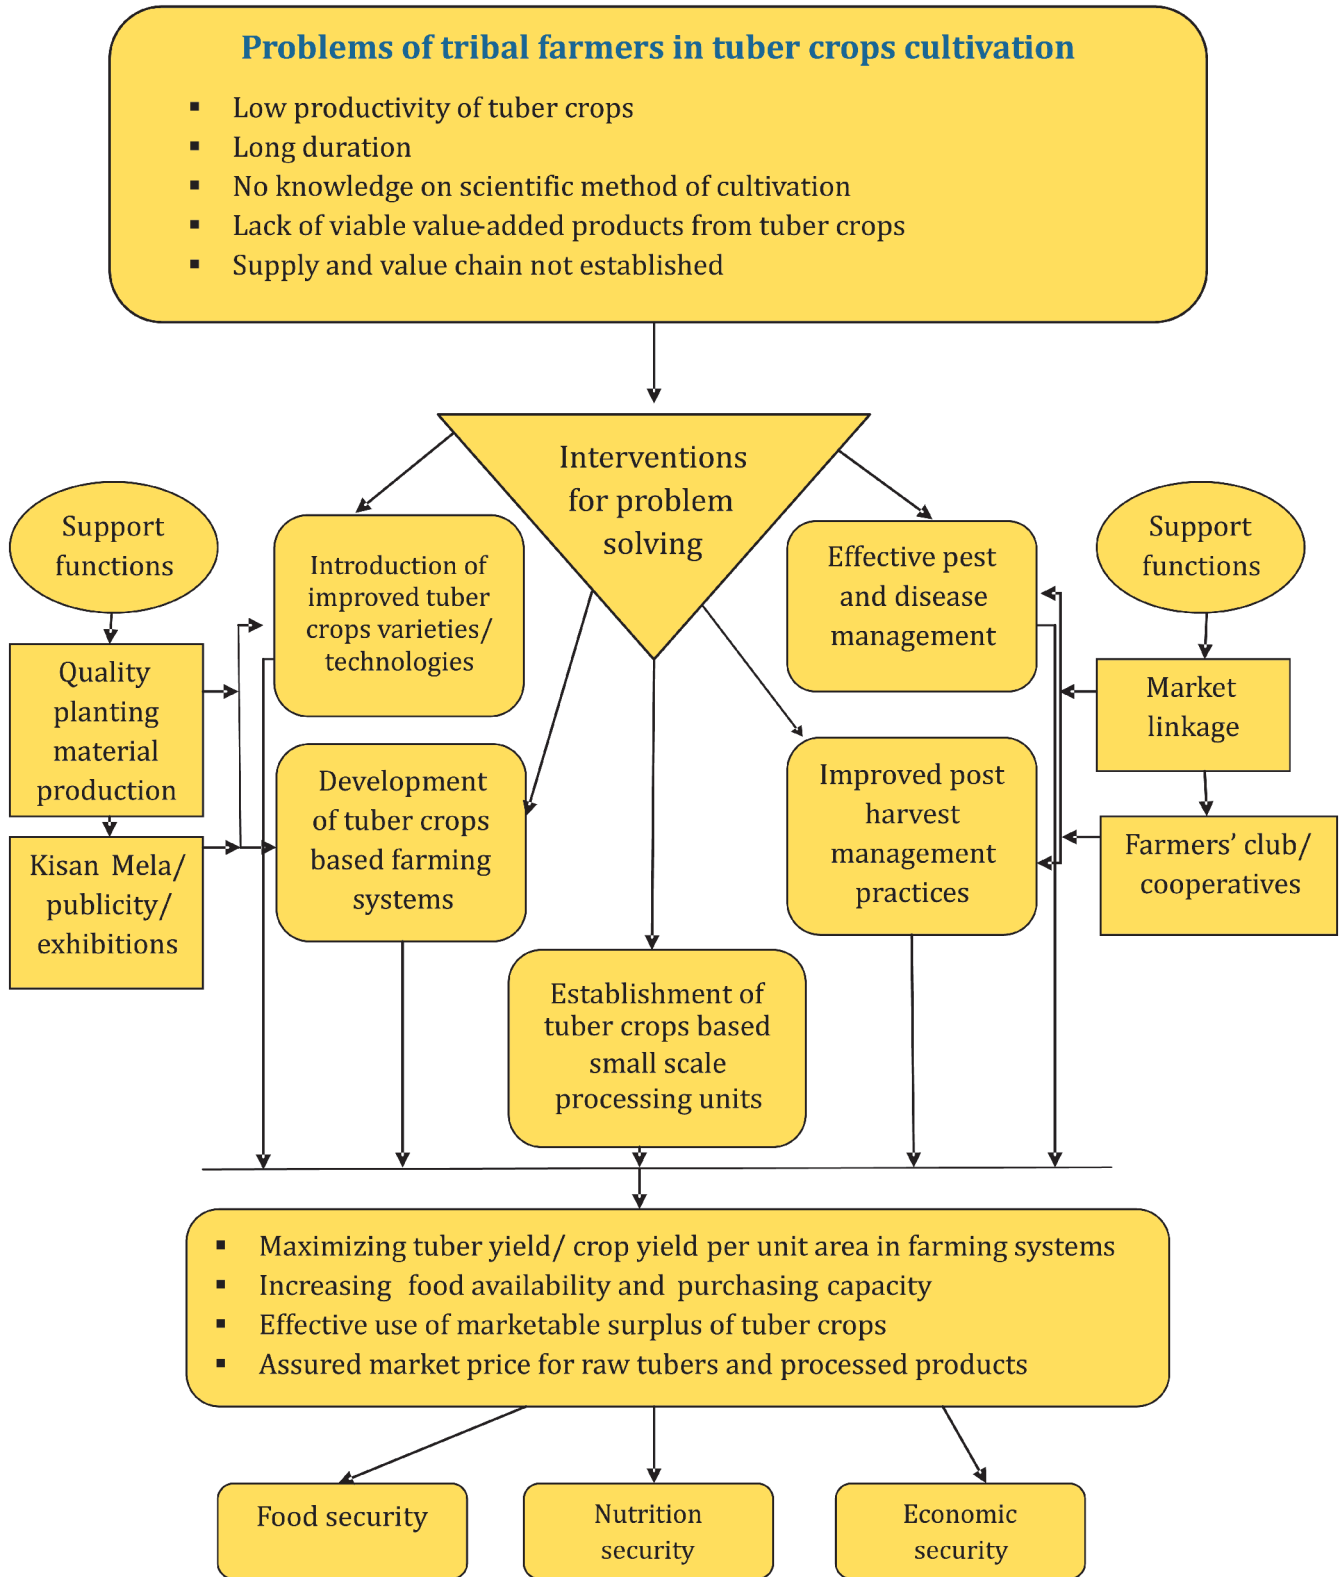 Problems of tribal farmers in tuber crops cultivation
▪ Low productivity of tuber crops
▪ Long duration
▪ No knowledge on scientific method of cultivation
▪ Lack of viable value-added products from tuber crops
▪ Supply and value chain not established
Interventions
for problem
solving
Support
functions
Introduction of
improved tuber
crops varieties/
technologies
Effective pest
and disease
management
Support
functions
Quality
planting
material
production
Market
linkage
Development
of tuber crops
based farming
systems
Improved post
harvest
management
practices
Kisan Mela/
publicity/
exhibitions
Farmers’ club/
cooperatives
Establishment of
tuber crops based
small scale
processing units
▪ Maximizing tuber yield/ crop yield per unit area in farming systems
▪ Increasing food availability and purchasing capacity
▪ Effective use of marketable surplus of tuber crops
▪ Assured market price for raw tubers and processed products
Food security
Nutrition
security
Economic
security